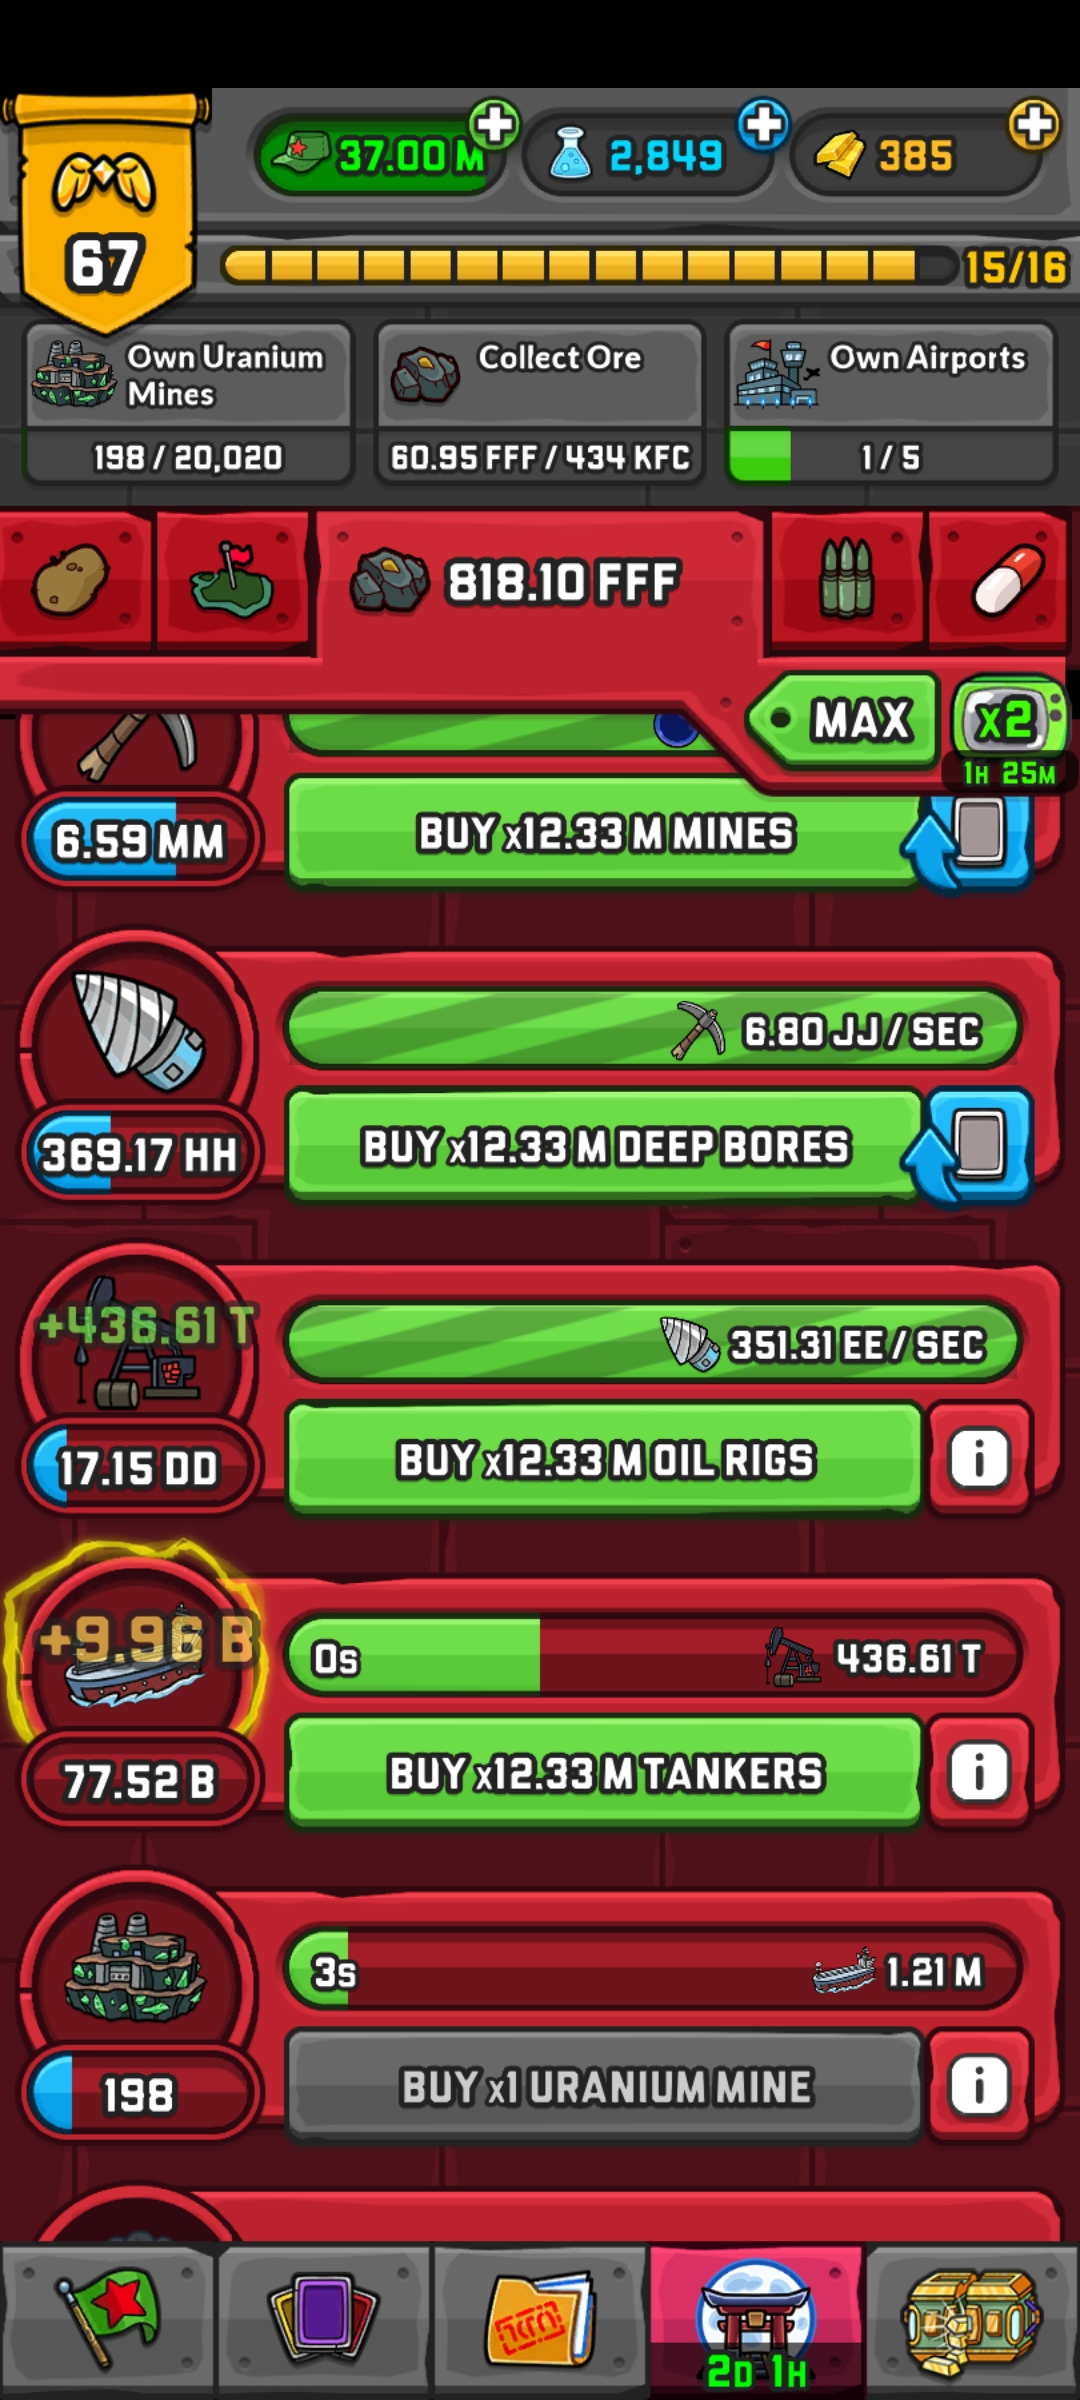 37.00 M
2,849
385
67
15/16
Own Uranium
Mines
198 / 20,020
Collect Ore
60.95 FFF / 434 KFC
Own Airports
1 / 5
818.10 FFF
MAX
x2
1H 25M
6.59 MM
BUY x12.33 M MINES
6.80 JJ / SEC
369.17 HH
BUY x12.33 M DEEP BORES
+436.61 T
351.31 EE / SEC
17.15 DD
BUY x12.33 M OIL RIGS
i
+9.96 B
0s
436.61 T
77.52 B
BUY x12.33 M TANKERS
i
3s
1.21 M
198
BUY x1 URANIUM MINE
i
2D 1H